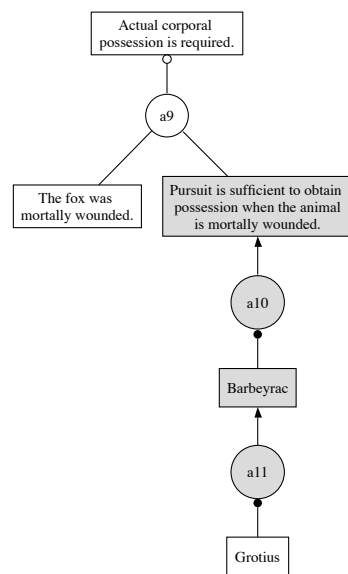 Actual corporal
possession is required.
a9
The fox was
mortally wounded.
Pursuit is sufficient to obtain
possession when the animal
is mortally wounded.
a10
Barbeyrac
a11
Grotius